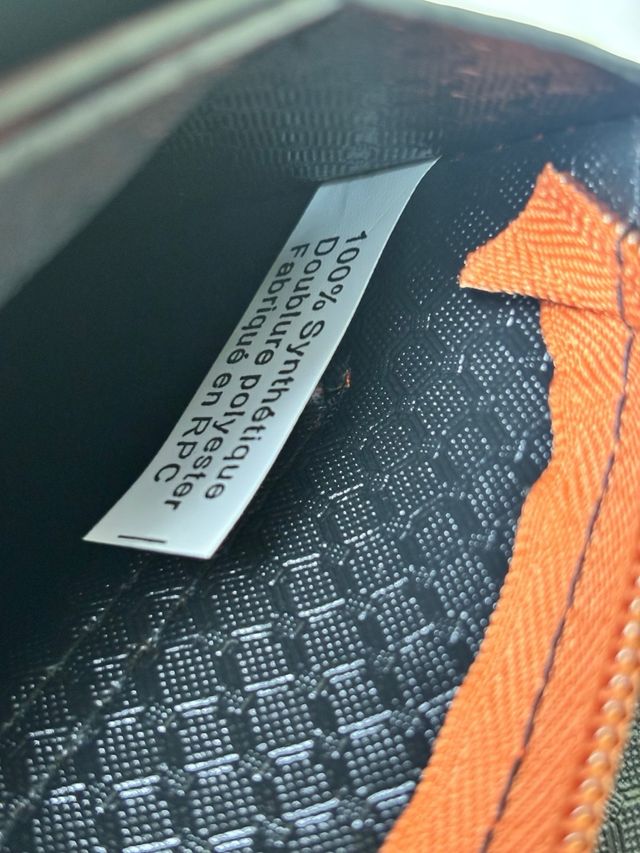 100% Synthétique
Doublure polyester
Fabriqué en RPC